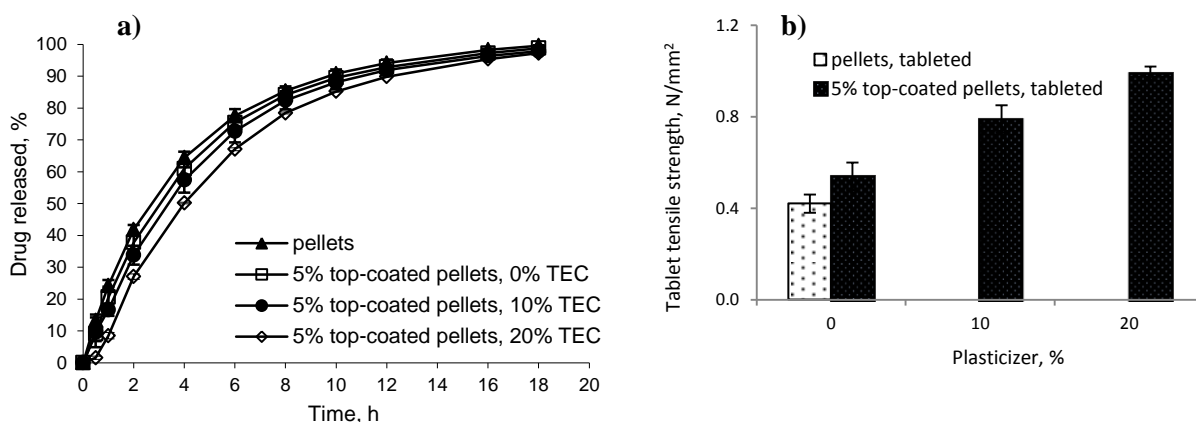 a)
100
90
80
70
60
50
40
30
20
10
0
Drug released, %
pellets
5% top-coated pellets, 0% TEC
5% top-coated pellets, 10% TEC
5% top-coated pellets, 20% TEC
0 2 4 6 8 10 12 14 16 18 20
Time, h
b)
1.2
0.8
0.4
0.0
Tablet tensile strength, N/mm²
pellets, tableted
5% top-coated pellets, tableted
0 10 20
Plasticizer, %